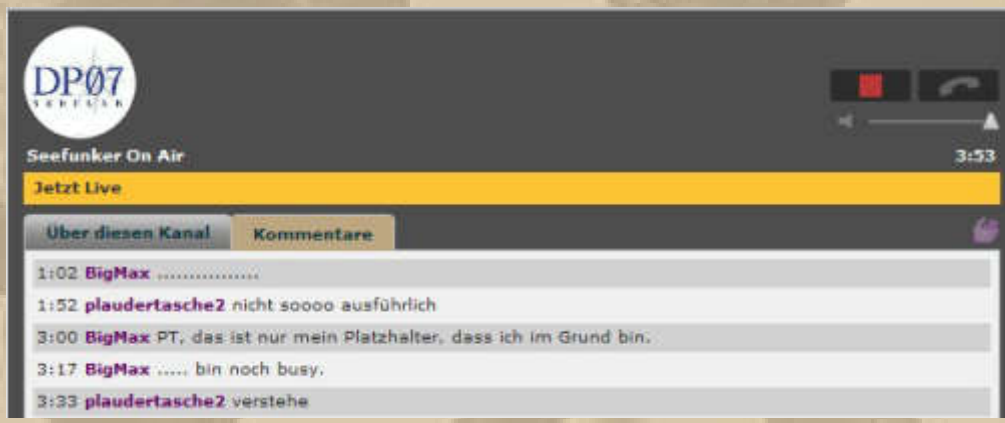 DP07
SEEFUNK
Seefunker On Air
3:53
Jetzt Live
Über diesen Kanal
Kommentare
1:02 BigMax ................
1:52 plaudertasche2 nicht soooo ausführlich
3:00 BigMax PT, das ist nur mein Platzhalter, dass ich im Grund bin.
3:17 BigMax ..... bin noch busy.
3:33 plaudertasche2 verstehe